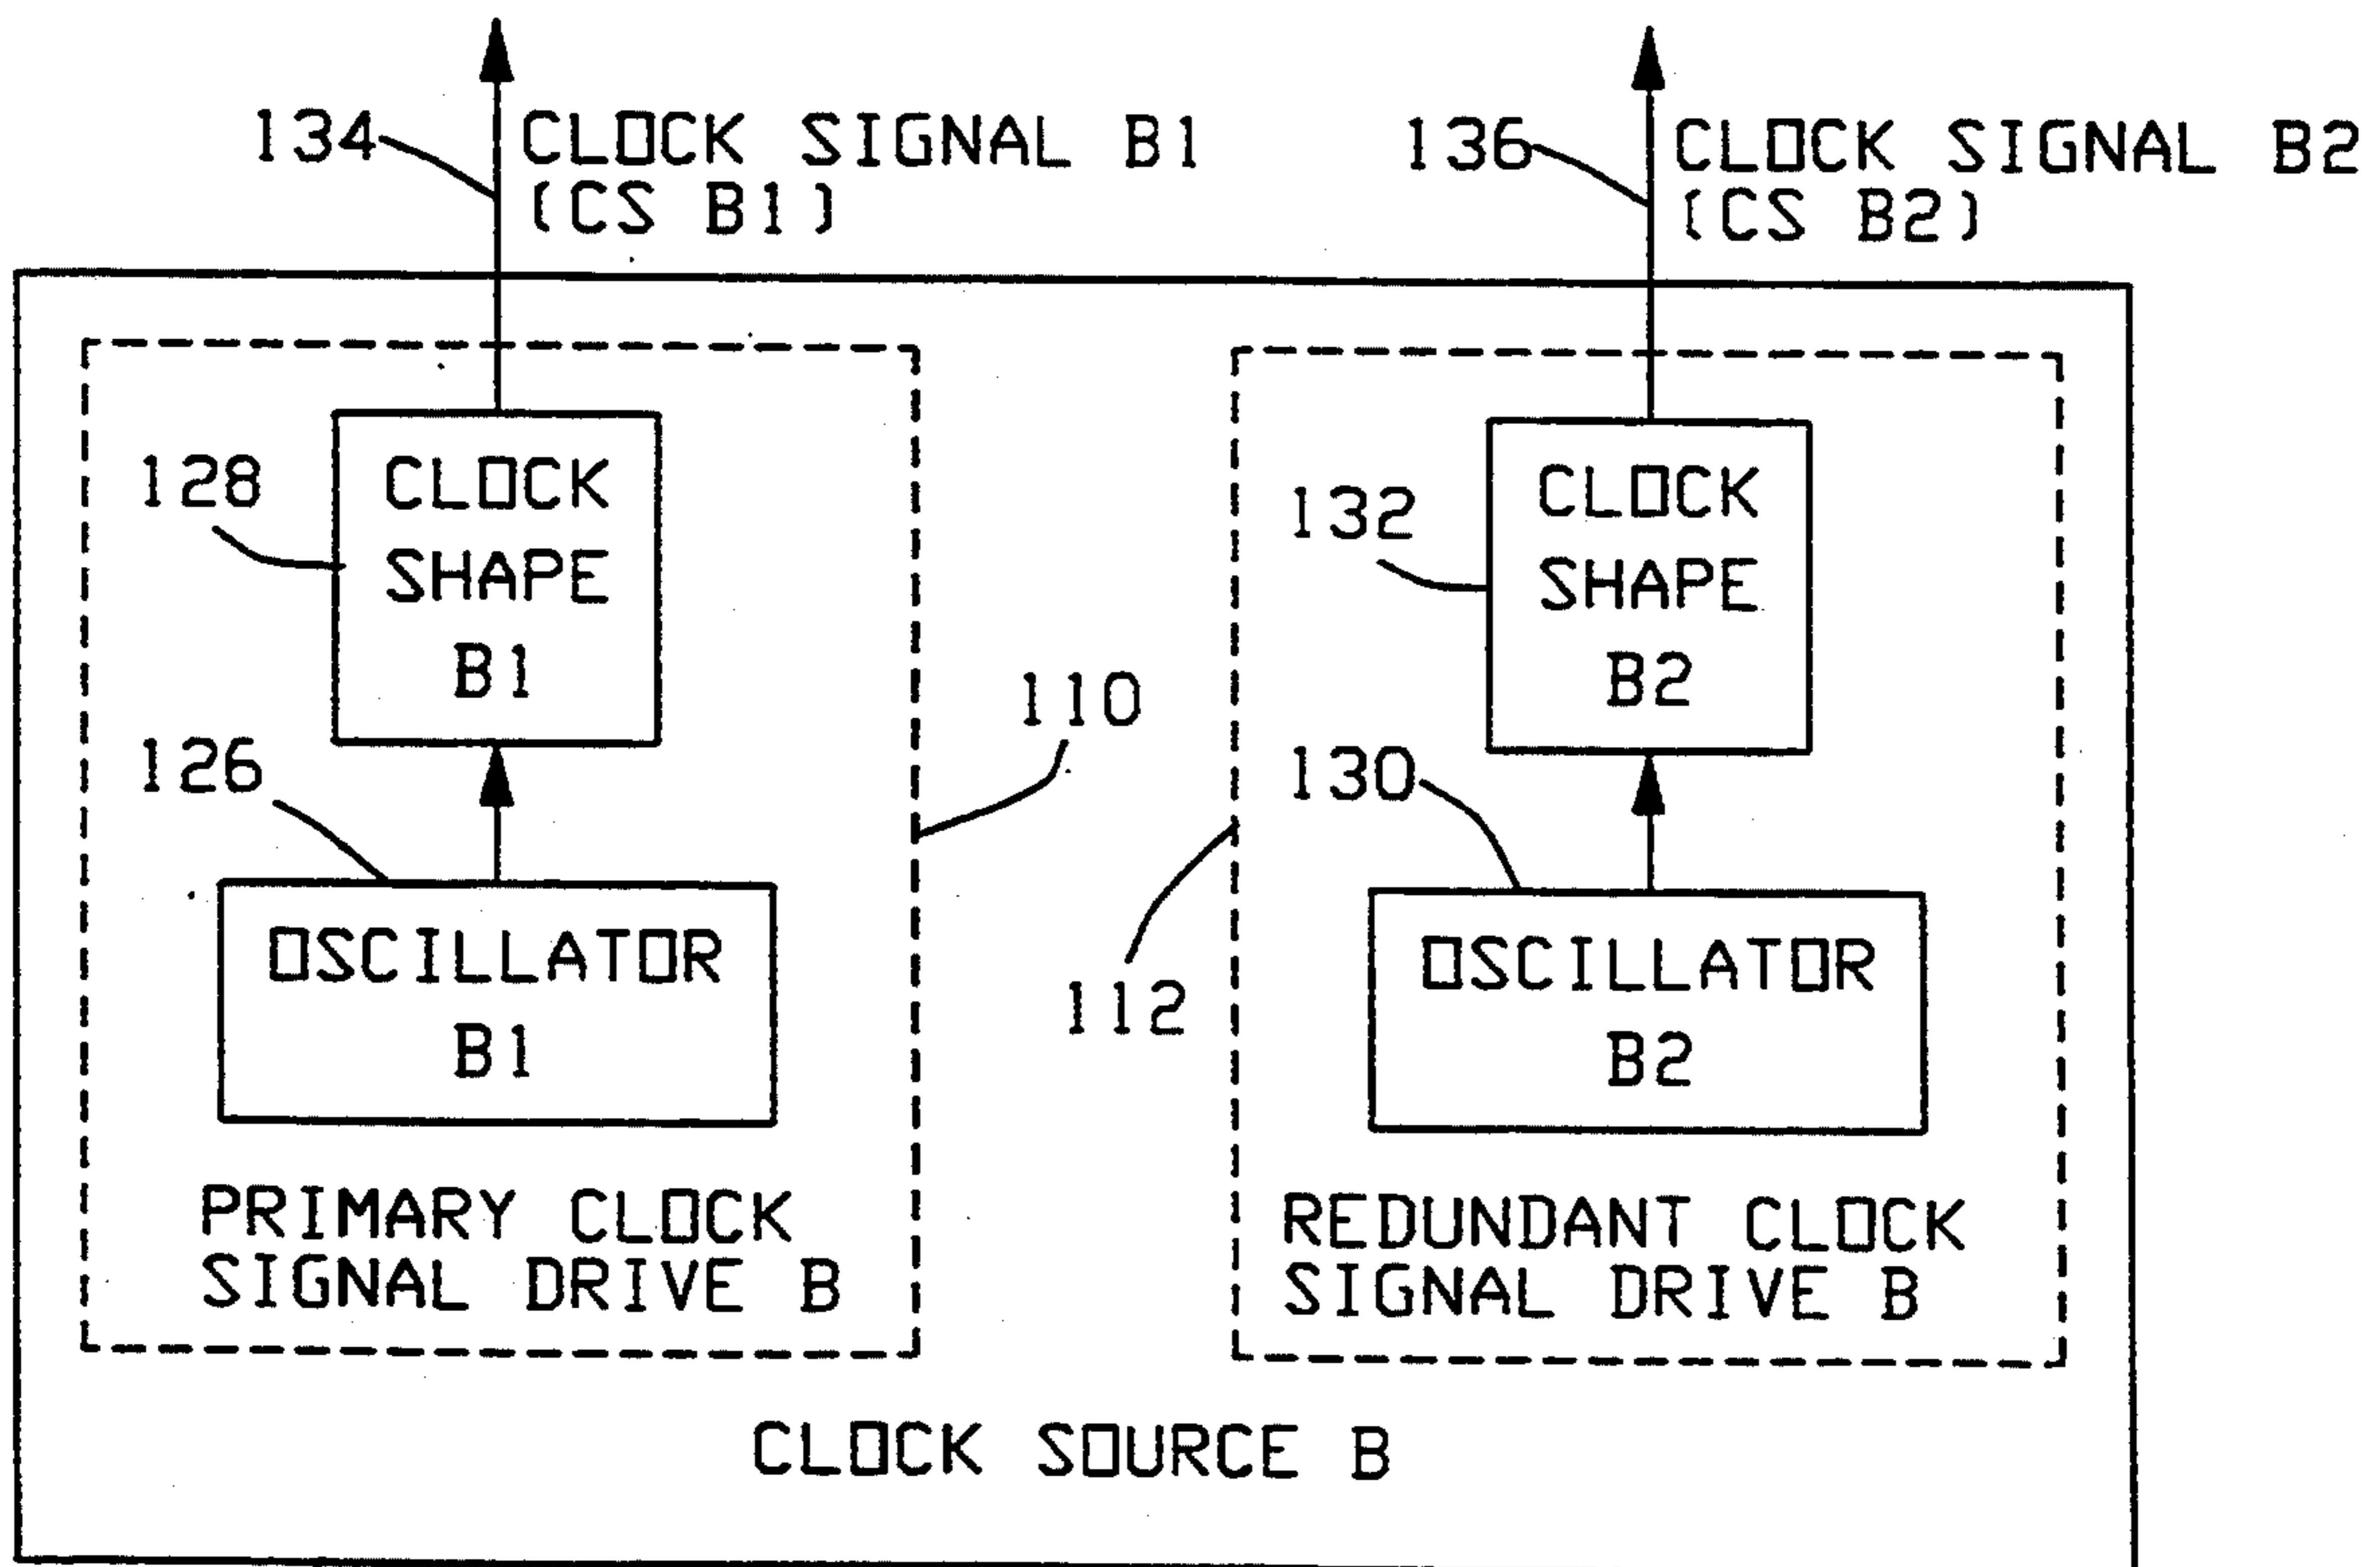 134
CLOCK SIGNAL B1
(CS B1)
136
CLOCK SIGNAL B2
(CS B2)
128
CLOCK
SHAPE
B1
126
OSCILLATOR
B1
PRIMARY CLOCK
SIGNAL DRIVE B
110
112
132
CLOCK
SHAPE
B2
130
OSCILLATOR
B2
REDUNDANT CLOCK
SIGNAL DRIVE B
CLOCK SOURCE B